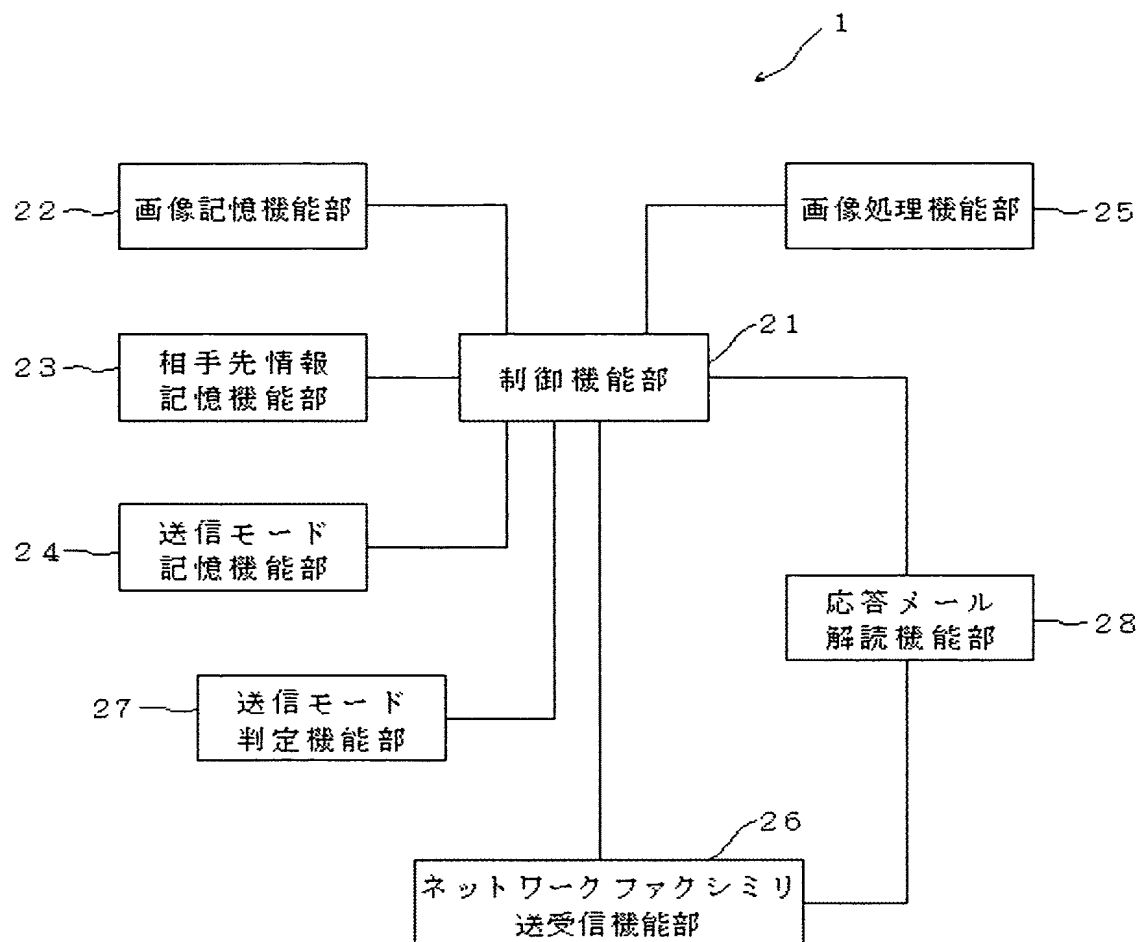 1
22
画像記憶機能部
画像処理機能部
25
21
23
相手先情報
記憶機能部
制御機能部
24
送信モード
記憶機能部
応答メール
解読機能部
28
27
送信モード
判定機能部
26
ネットワークファクシミリ
送受信機能部